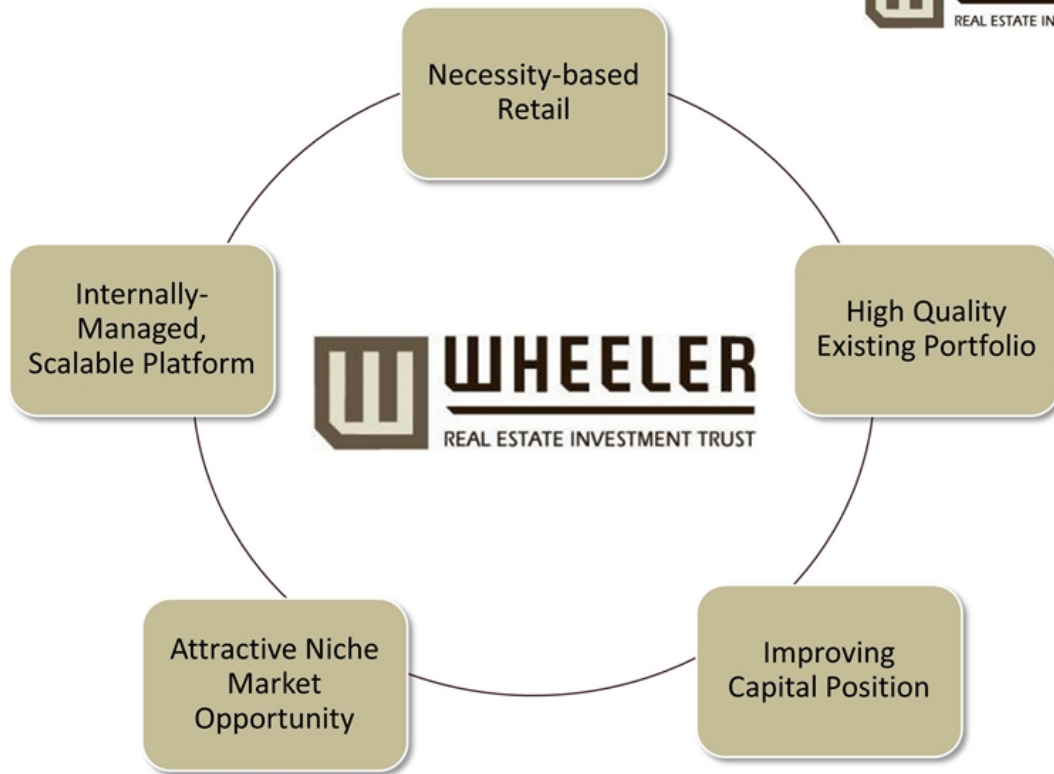 REAL ESTATE IN
Necessity-based
Retail
Internally-
Managed,
Scalable Platform
High Quality
Existing Portfolio
WHEELER
REAL ESTATE INVESTMENT TRUST
Attractive Niche
Market
Opportunity
Improving
Capital Position